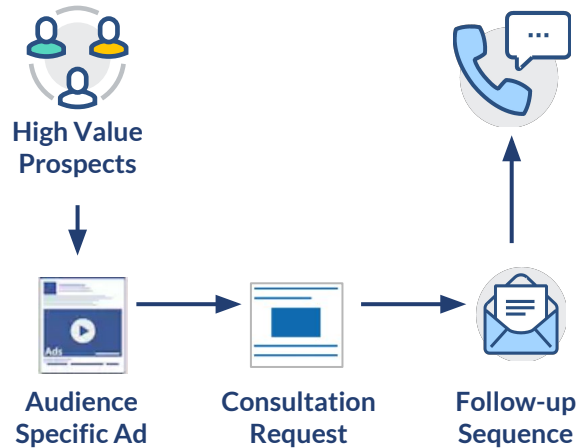 ...
High Value
Prospects
Ads
Audience
Specific Ad
Consultation
Request
Follow-up
Sequence